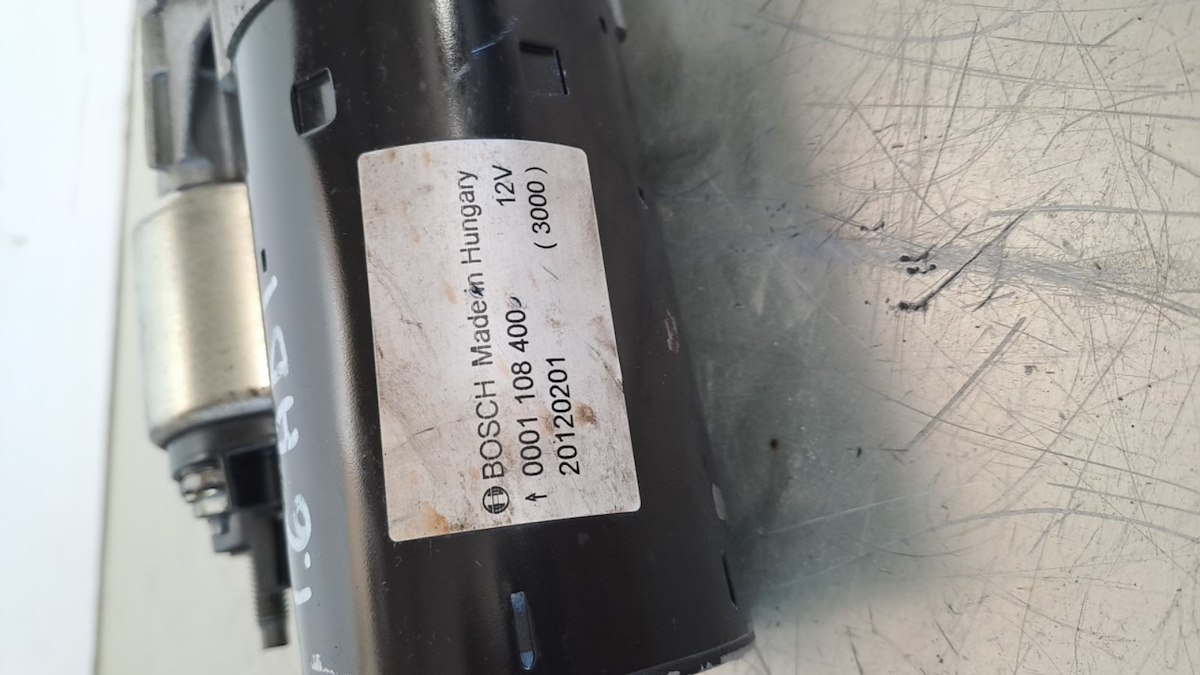 BOSCH Made in Hungary
0001 108 400 12V
20120201 / (3000)
1.6 HDI